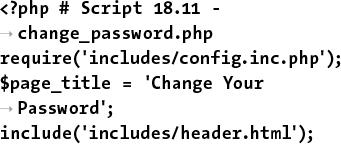 <?php # Script 18.11 -
→ change_password.php
require('includes/config.inc.php');
$page_title = 'Change Your
→ Password';
include('includes/header.html');